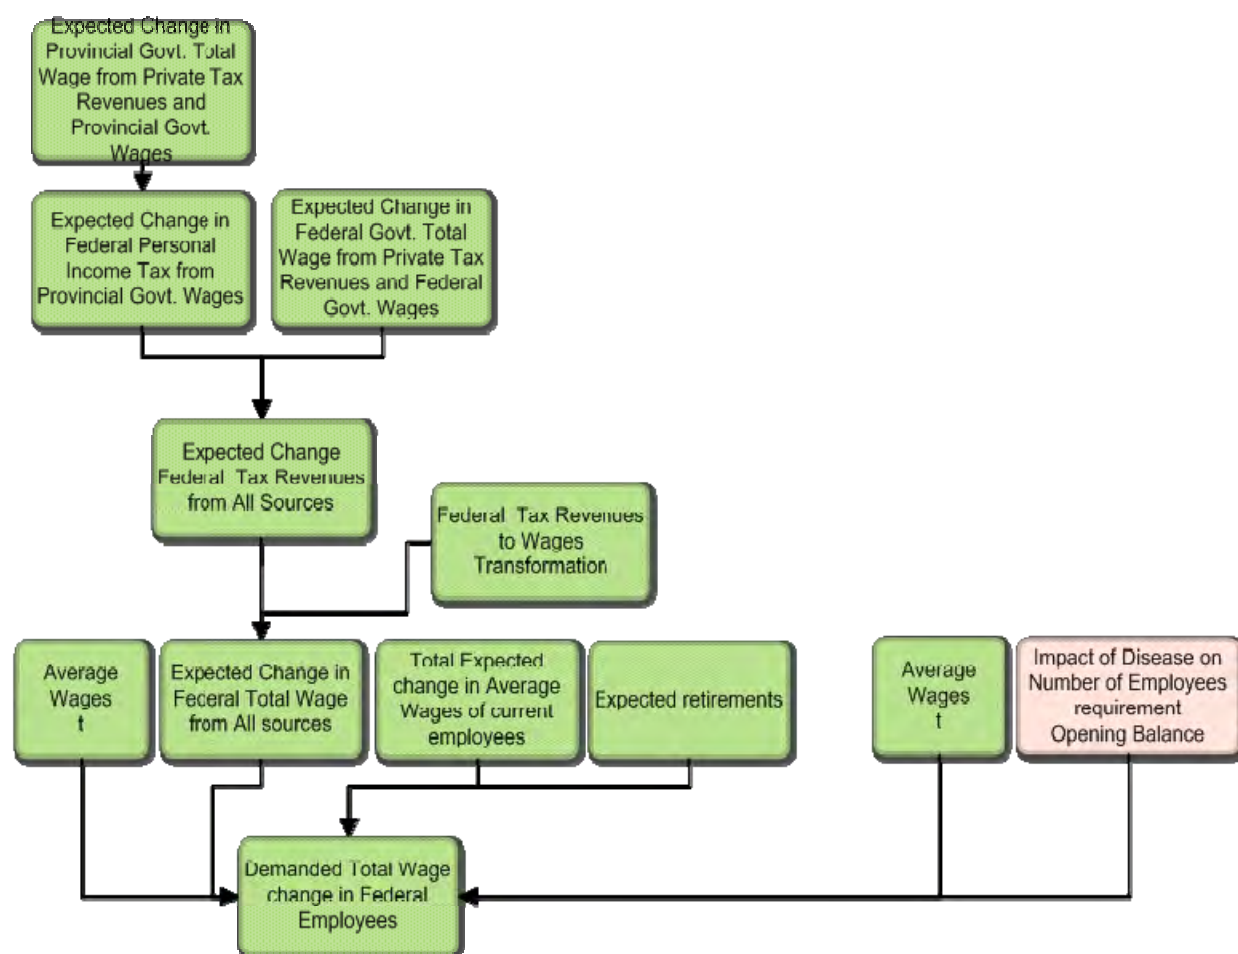 Expected Change in
Provincial Govt. Total
Wage from Private Tax
Revenues and
Provincial Govt.
Wages
Expected Change in
Federal Personal
Income Tax from
Provincial Govt. Wages
Expected Change in
Federal Govt. Total
Wage from Private Tax
Revenues and Federal
Govt. Wages
Expected Change
Federal Tax Revenues
from All Sources
Federal Tax Revenues
to Wages
Transformation
Average
Wages
t
Expected Change in
Federal Total Wage
from All sources
Total Expected
change in Average
Wages of current
employees
Expected retirements
Average
Wages
t
Impact of Disease on
Number of Employees
requirement
Opening Balance
Demanded Total Wage
change in Federal
Employees